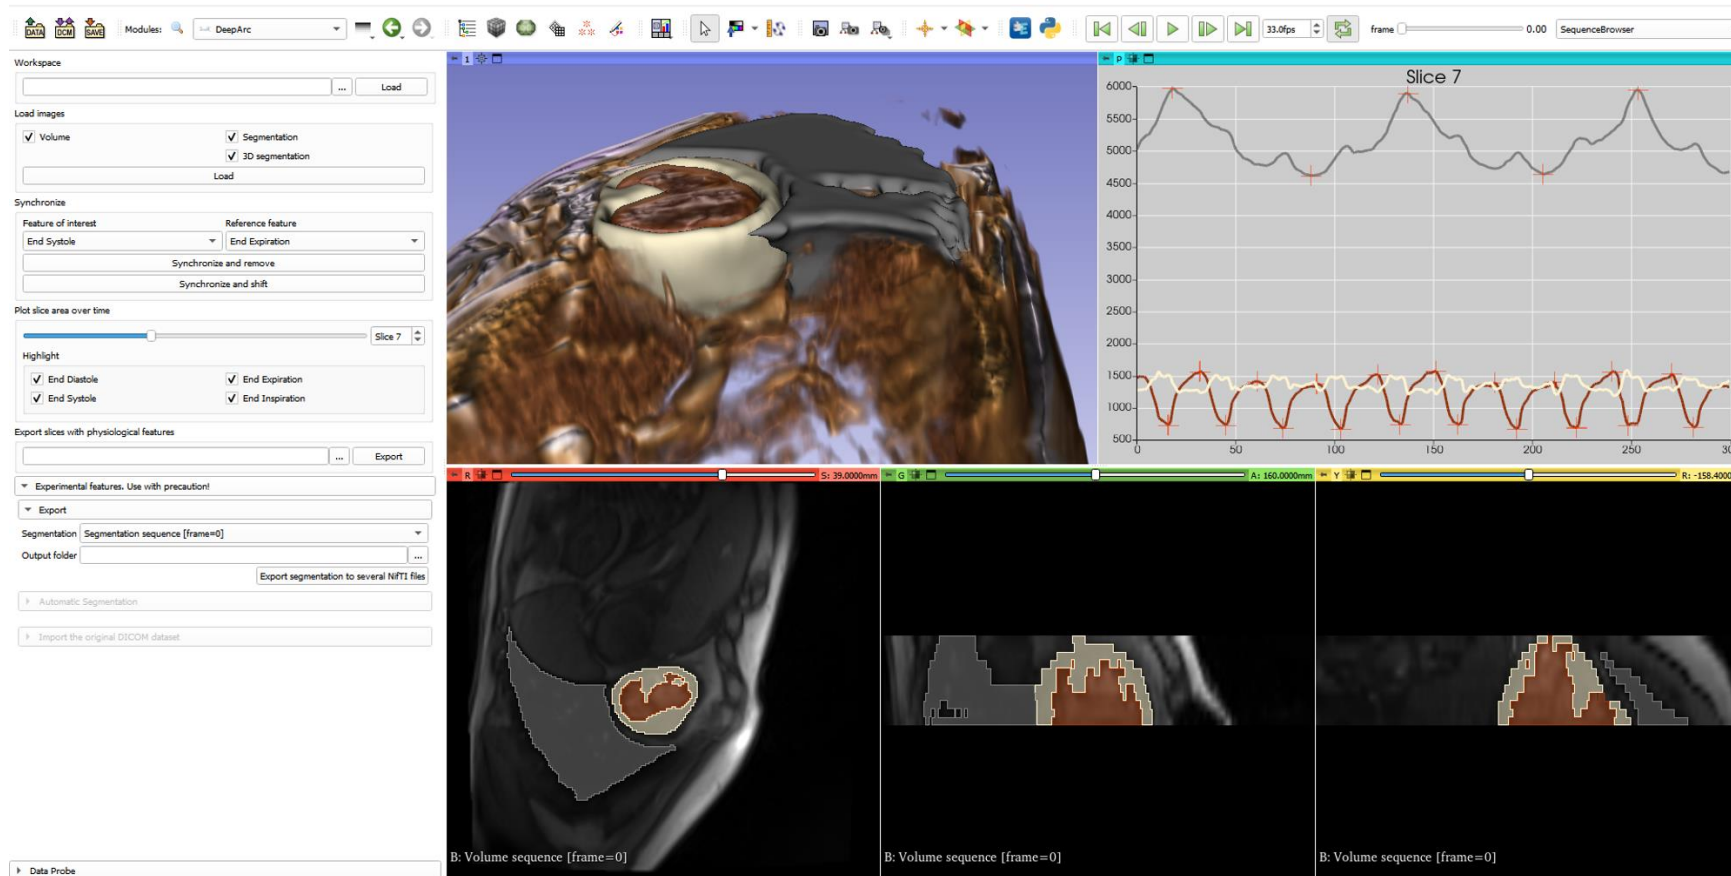 DATA DCM SAVE Modules: DeepArc 33.0fps frame 0.00 SequenceBrowser
Workspace
... Load
Load images
Volume Segmentation
3D segmentation
Load
Synchronize
Feature of interest Reference feature
End Systole End Expiration
Synchronize and remove
Synchronize and shift
Plot slice area over time
Slice 7
Highlight
End Diastole End Expiration
End Systole End Inspiration
Export slices with physiological features
... Export
Experimental features. Use with precaution!
Export
Segmentation Segmentation sequence [frame=0]
Output folder ...
Export segmentation to several NifTI files
Automatic Segmentation
Import the original DICOM dataset
Data Probe
1
P
Slice 7
6000
5500
5000
4500
4000
3500
3000
2500
2000
1500
1000
500
0 50 100 150 200 250 30
R S: 39.0000mm
B: Volume sequence [frame=0]
G A: 160.0000mm
B: Volume sequence [frame=0]
Y R: -158.4000
B: Volume sequence [frame=0]